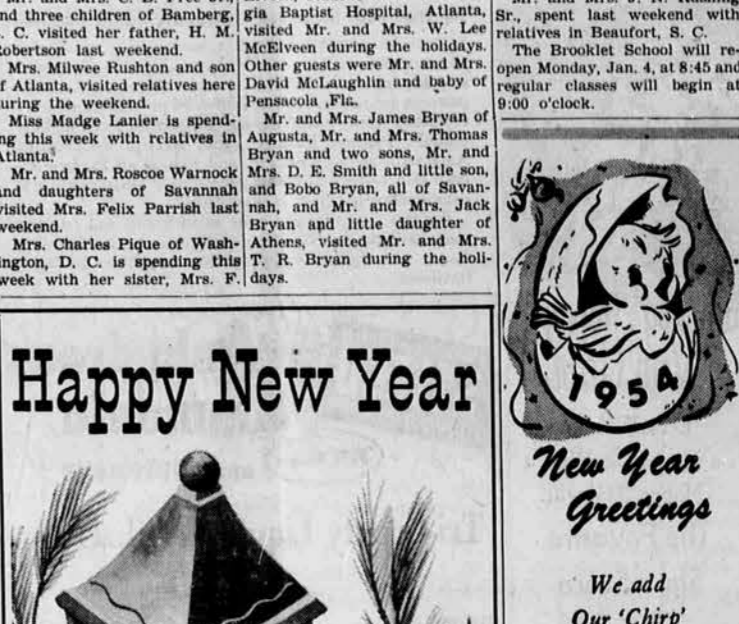 nd three children of Bamberg,
. C. visited her father, H. M.
Robertson last weekend.
Mrs. Milwee Rushton and son
f Atlanta, visited relatives here
uring the weekend.
Miss Madge Lanier is spend-
ng this week with relatives in
Atlanta.
Mr. and Mrs. Roscoe Warnock
and daughters of Savannah
visited Mrs. Felix Parrish last
weekend.
Mrs. Charles Pique of Wash-
ington, D. C. is spending this
week with her sister, Mrs. F.
gia Baptist Hospital, Atlanta,
visited Mr. and Mrs. W. Lee
McElveen during the holidays.
Other guests were Mr. and Mrs.
David McLaughlin and baby of
Pensacola ,Fla.
Mr. and Mrs. James Bryan of
Augusta, Mr. and Mrs. Thomas
Bryan and two sons, Mr. and
Mrs. D. E. Smith and little son,
and Bobo Bryan, all of Savan-
nah, and Mr. and Mrs. Jack
Bryan and little daughter of
Athens, visited Mr. and Mrs.
T. R. Bryan during the holi-
days.
Sr., spent last weekend with
relatives in Beaufort, S. C.
The Brooklet School will re-
open Monday, Jan. 4, at 8:45 and
regular classes will begin at
9:00 o'clock.
Happy New Year
1954
New Year
Greetings
We add
Our 'Chirp'